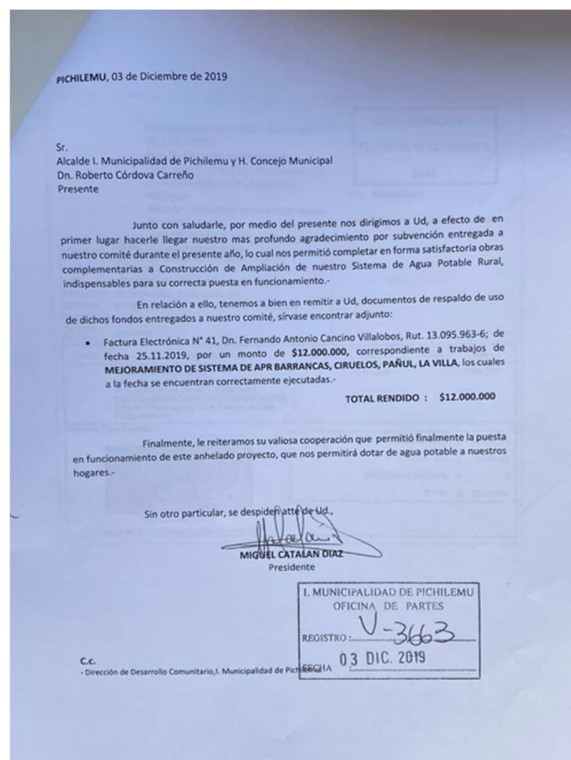 PICHILEMU, 03 de Diciembre de 2019
Sr.
Alcalde I. Municipalidad de Pichilemu y H. Concejo Municipal
Dn. Roberto Córdova Carreño
Presente
Junto con saludarle, por medio del presente nos dirigimos a Ud, a efecto de en
primer lugar hacerle llegar nuestro mas profundo agradecimiento por subvención entregada a
nuestro comité durante el presente año, lo cual nos permitió completar en forma satisfactoria obras
complementarias a Construcción de Ampliación de nuestro Sistema de Agua Potable Rural,
indispensables para su correcta puesta en funcionamiento.-
En relación a ello, tenemos a bien en remitir a Ud, documentos de respaldo de uso
de dichos fondos entregados a nuestro comité, sírvase encontrar adjunto:
• Factura Electrónica N° 41, Dn. Fernando Antonio Cancino Villalobos, Rut. 13.095.963-6; de
fecha 25.11.2019, por un monto de $12.000.000, correspondiente a trabajos de
MEJORAMIENTO DE SISTEMA DE APR BARRANCAS, CIRUELOS, PAÑUL, LA VILLA, los cuales
a la fecha se encuentran correctamente ejecutadas.-
TOTAL RENDIDO : $12.000.000
Finalmente, le reiteramos su valiosa cooperación que permitió finalmente la puesta
en funcionamiento de este anhelado proyecto, que nos permitirá dotar de agua potable a nuestros
hogares.-
Sin otro particular, se despiden atte de Ud.,
MIGUEL CATALAN DIAZ
Presidente
I. MUNICIPALIDAD DE PICHILEMU
OFICINA DE PARTES
REGISTRO: V-3663
FECHA 03 DIC. 2019
C.c.
- Dirección de Desarrollo Comunitario,I. Municipalidad de